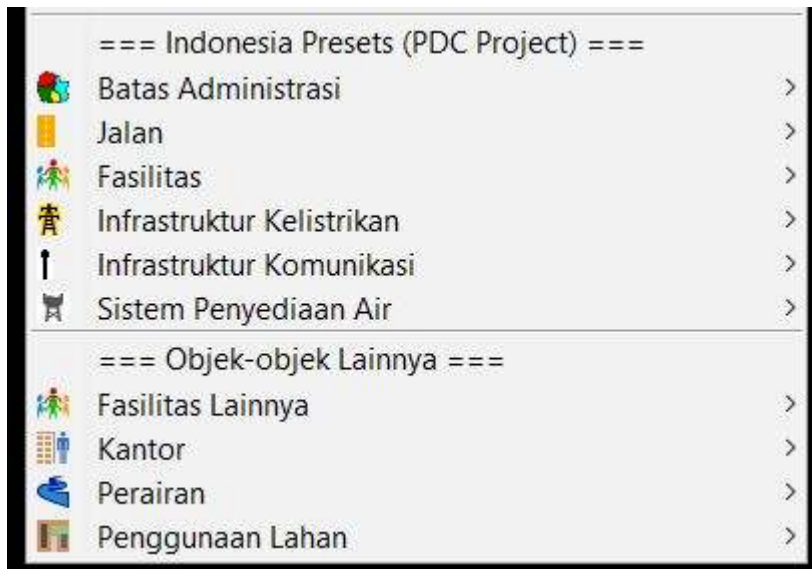 === Indonesia Presets (PDC Project) ===
Batas Administrasi
Jalan
Fasilitas
Infrastruktur Kelistrikan
Infrastruktur Komunikasi
Sistem Penyediaan Air
=== Objek-objek Lainnya ===
Fasilitas Lainnya
Kantor
Perairan
Penggunaan Lahan